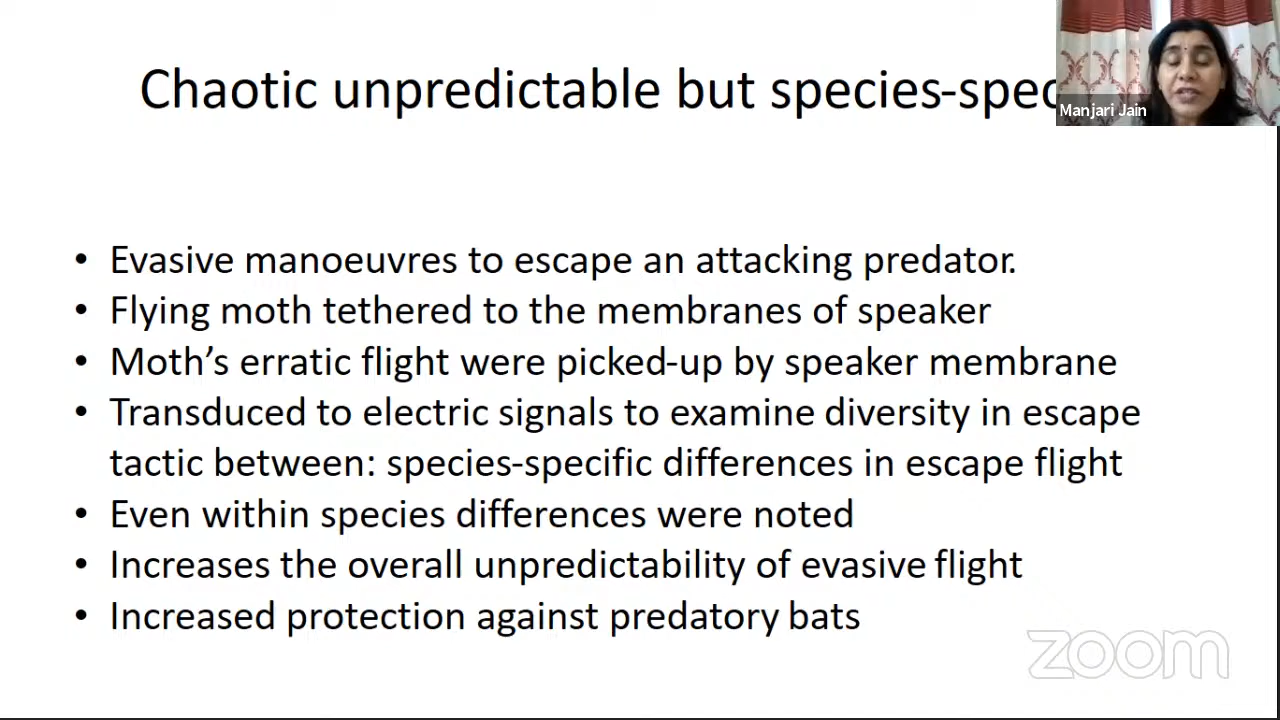 Chaotic unpredictable but species-spec
Manjari Jain
• Evasive manoeuvres to escape an attacking predator.
• Flying moth tethered to the membranes of speaker
• Moth’s erratic flight were picked-up by speaker membrane
• Transduced to electric signals to examine diversity in escape
tactic between: species-specific differences in escape flight
• Even within species differences were noted
• Increases the overall unpredictability of evasive flight
• Increased protection against predatory bats
zoom